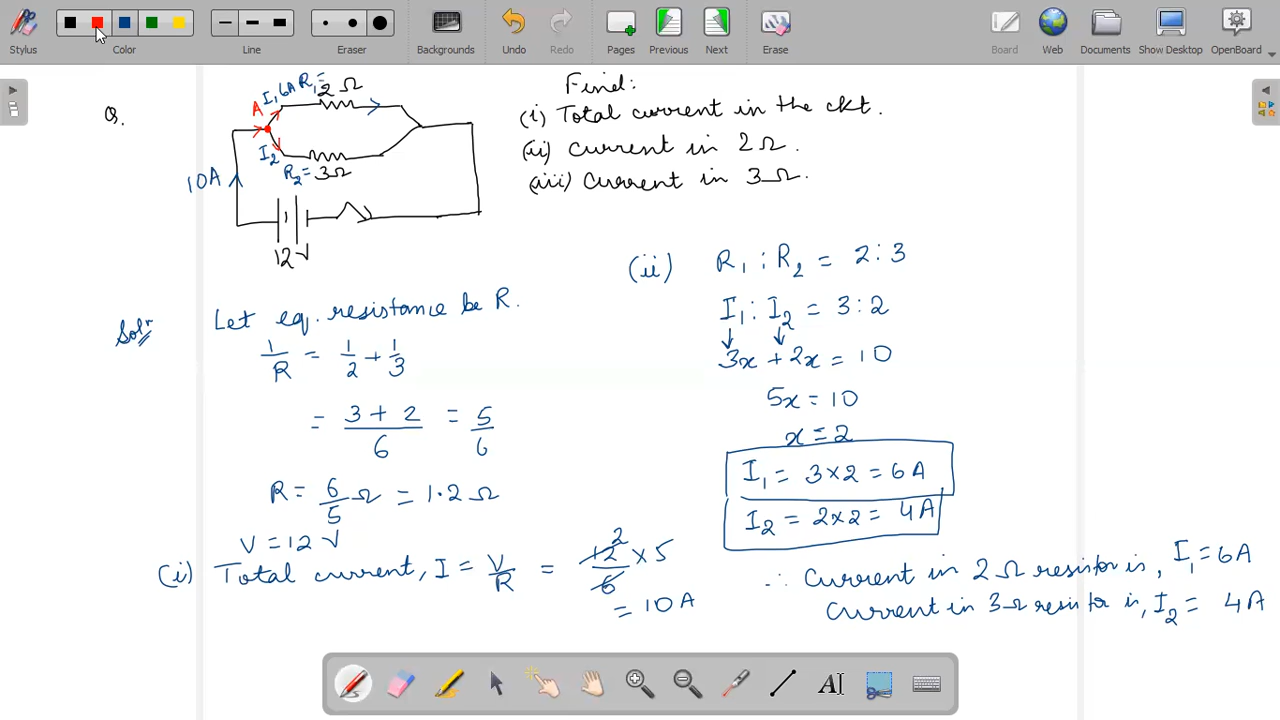 Stylus
Color
Line
Eraser
Backgrounds
Undo
Redo
Pages
Previous
Next
Erase
Board
Web
Documents
Show Desktop
OpenBoard
Q.
I₁ 6A R₁=
2Ω
A
I₂
R₂=
3Ω
10A
12V
Find:
(i) Total current in the ckt.
(ii) Current in 2Ω.
(iii) Current in 3Ω.
Solⁿ
Let eq. resistance be R.
1/R = 1/2 + 1/3
= (3+2)/6 = 5/6
R = 6/5 Ω = 1.2 Ω
V = 12 V
(i) Total current, I = V/R = 12/6 × 5
2
= 10 A
(ii) R₁ : R₂ = 2:3
I₁ : I₂ = 3:2
3x + 2x = 10
5x = 10
x = 2
I₁ = 3×2 = 6A
I₂ = 2×2 = 4A
∴ Current in 2Ω resistor is, I₁ = 6A
Current in 3Ω resistor is, I₂ = 4A